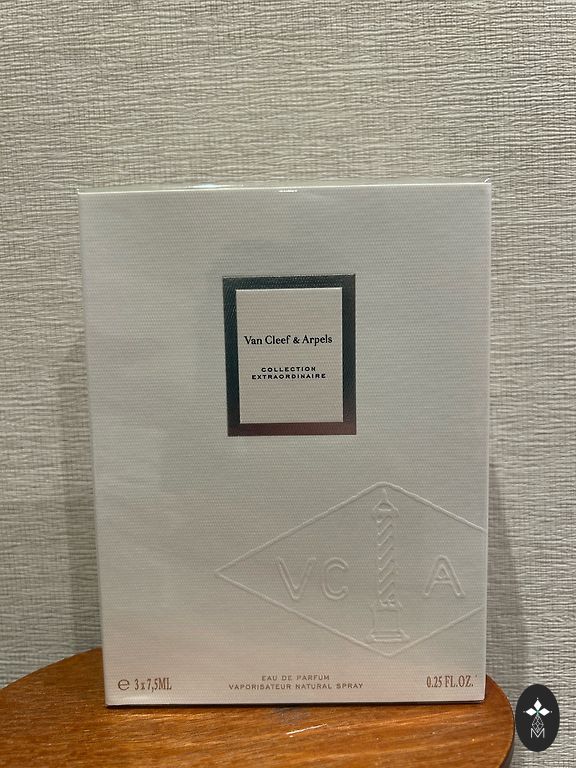 Van Cleef & Arpels
COLLECTION
EXTRAORDINAIRE
VC A
℮ 3 x 7,5ML
EAU DE PARFUM
VAPORISATEUR NATURAL SPRAY
0.25 FL.OZ.
M